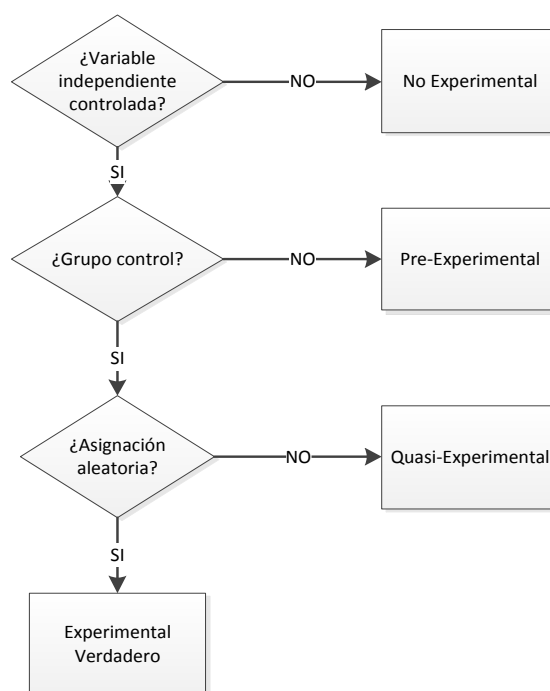 ¿Variable
independiente
controlada?
NO
No Experimental
SI
¿Grupo control?
NO
Pre-Experimental
SI
¿Asignación
aleatoria?
NO
Quasi-Experimental
SI
Experimental
Verdadero